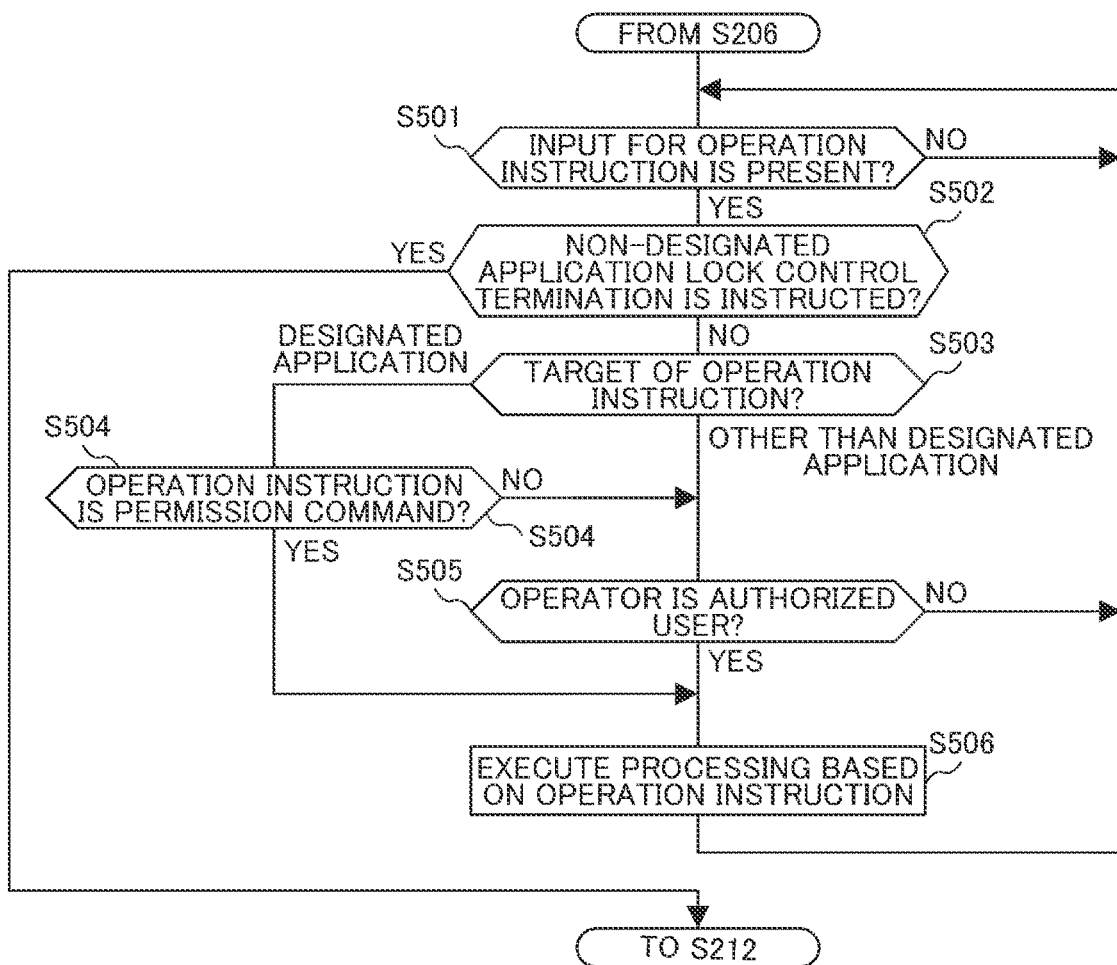 FROM S206
S501
INPUT FOR OPERATION
INSTRUCTION IS PRESENT?
NO
YES
S502
YES
NON-DESIGNATED
APPLICATION LOCK CONTROL
TERMINATION IS INSTRUCTED?
DESIGNATED
APPLICATION
NO
S503
TARGET OF OPERATION
INSTRUCTION?
S504
OTHER THAN DESIGNATED
APPLICATION
OPERATION INSTRUCTION
IS PERMISSION COMMAND?
NO
S504
YES
S505
OPERATOR IS AUTHORIZED
USER?
NO
YES
S506
EXECUTE PROCESSING BASED
ON OPERATION INSTRUCTION
TO S212